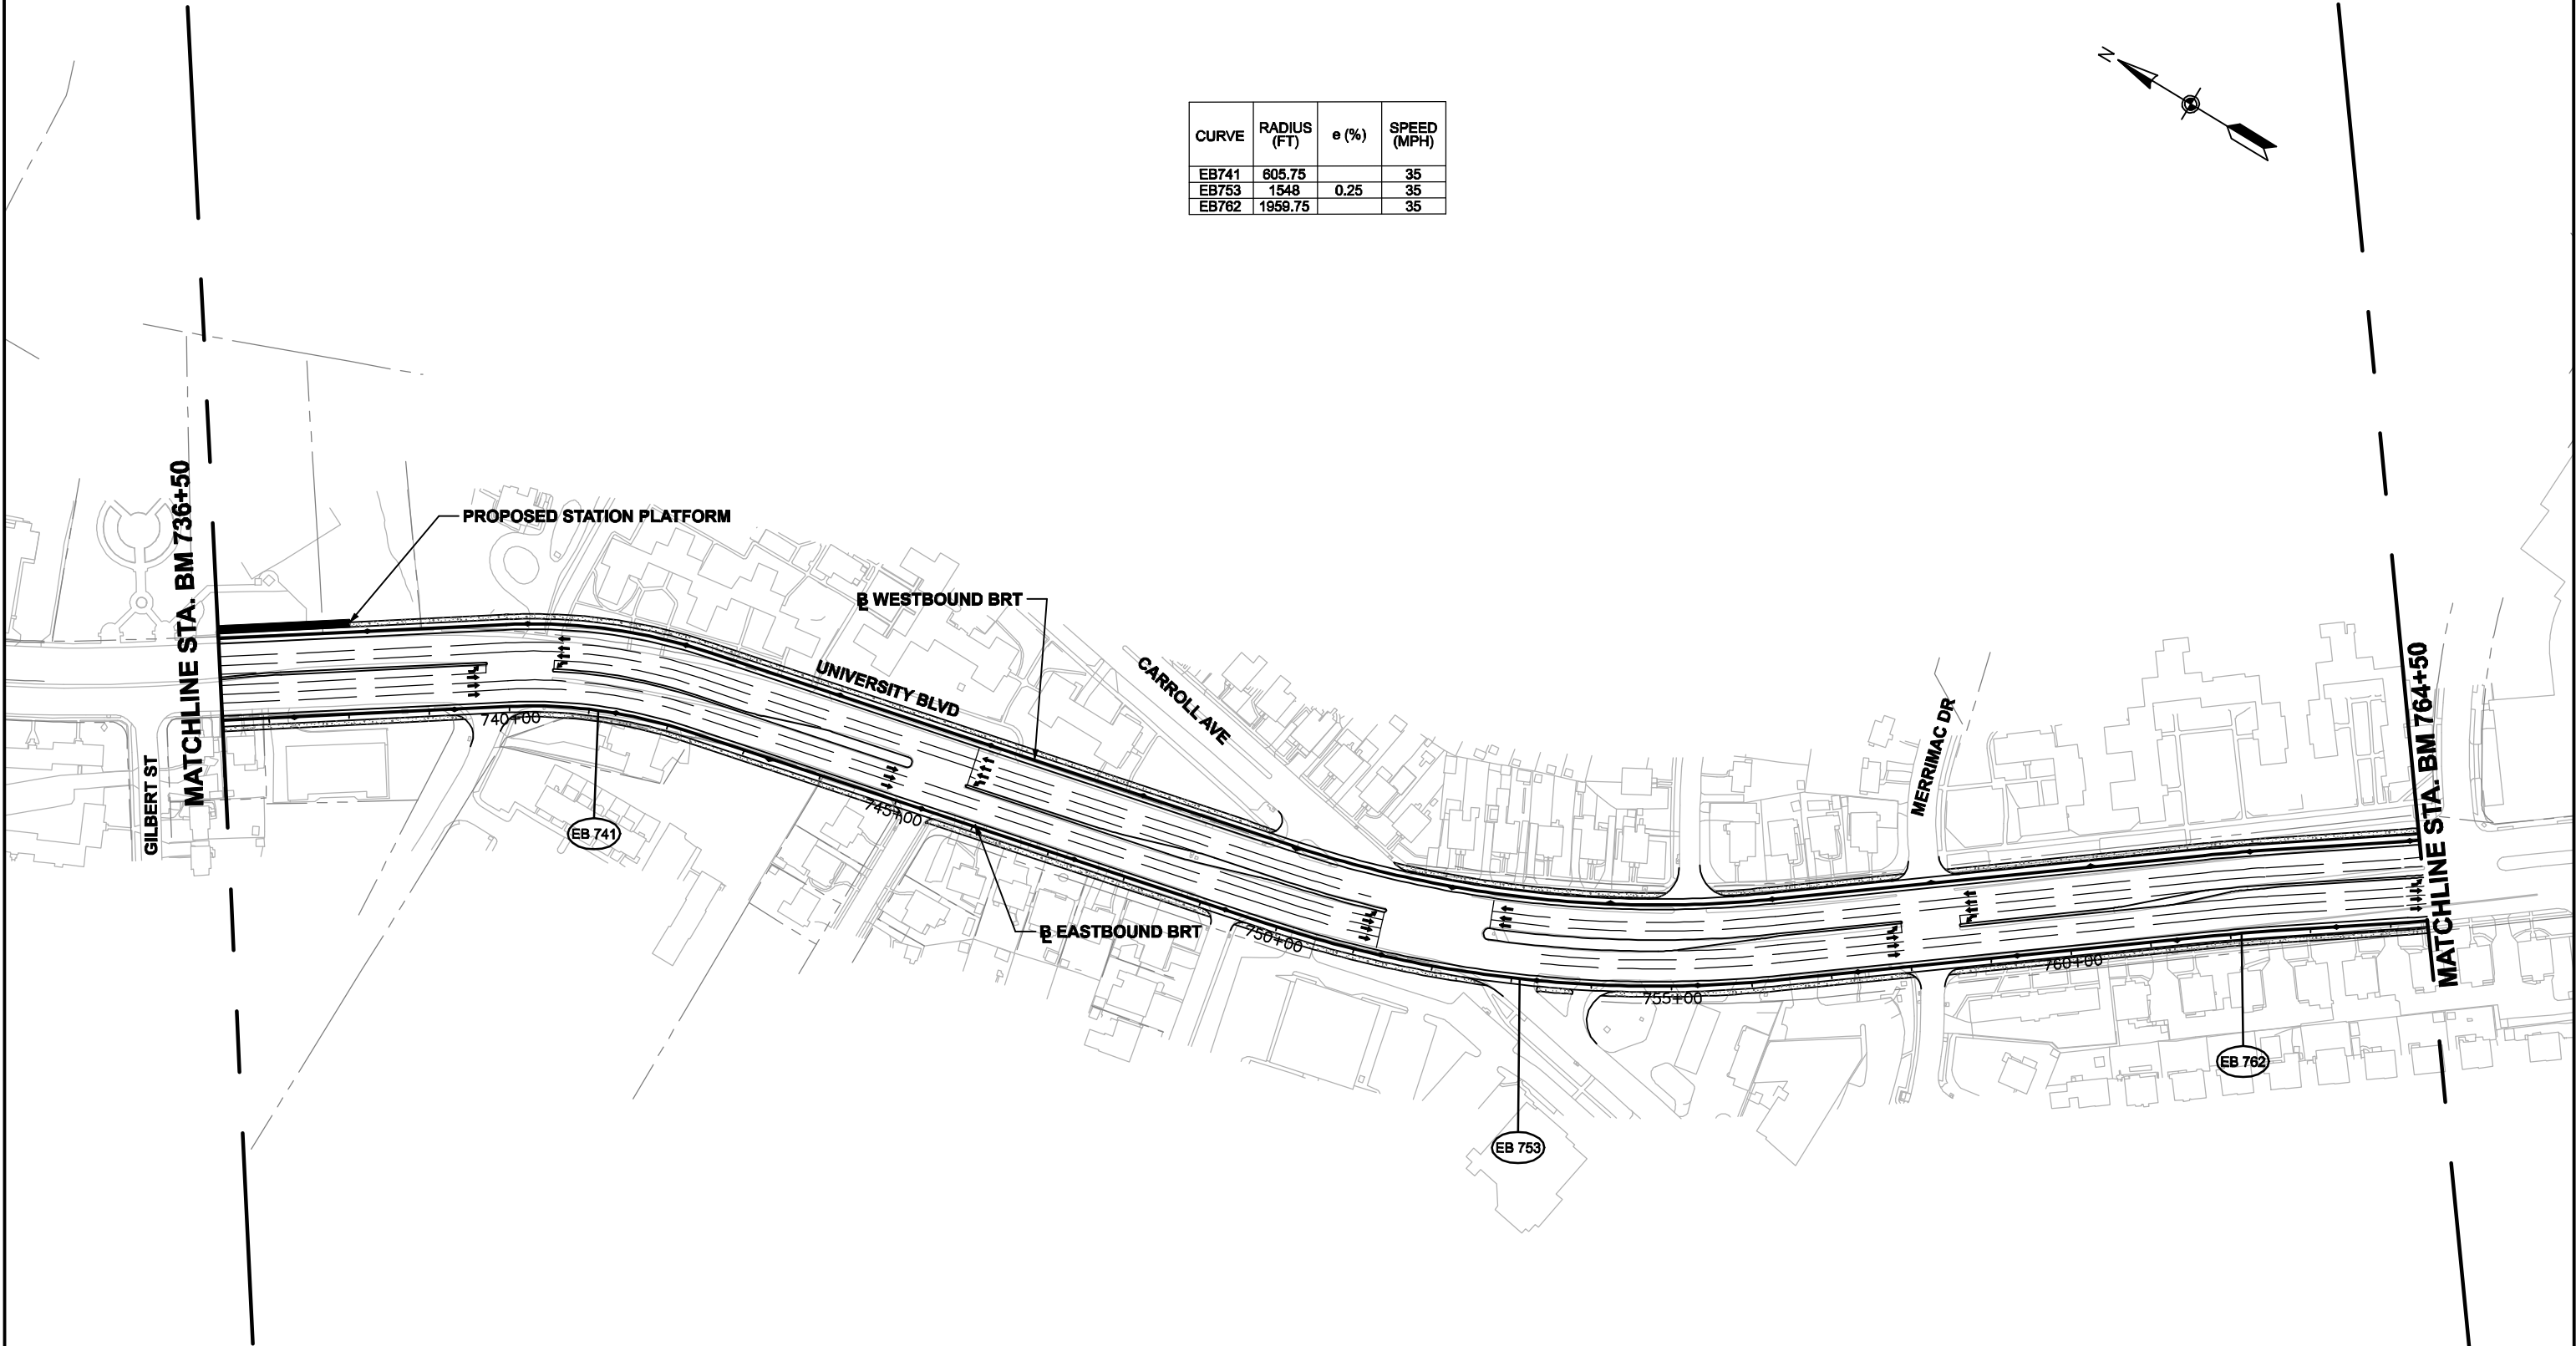 N
CURVE RADIUS (FT) e (%) SPEED (MPH)
EB741 605.75 35
EB753 1548 0.25 35
EB762 1959.75 35
MATCHLINE STA. BM 736+50
PROPOSED STATION PLATFORM
BL WESTBOUND BRT
UNIVERSITY BLVD
CARROLL AVE
MERRIMAC DR
MATCHLINE STA. BM 764+50
GILBERT ST
740+00
EB 741
745+00
BL EASTBOUND BRT
750+00
755+00
760+00
EB 753
EB 762